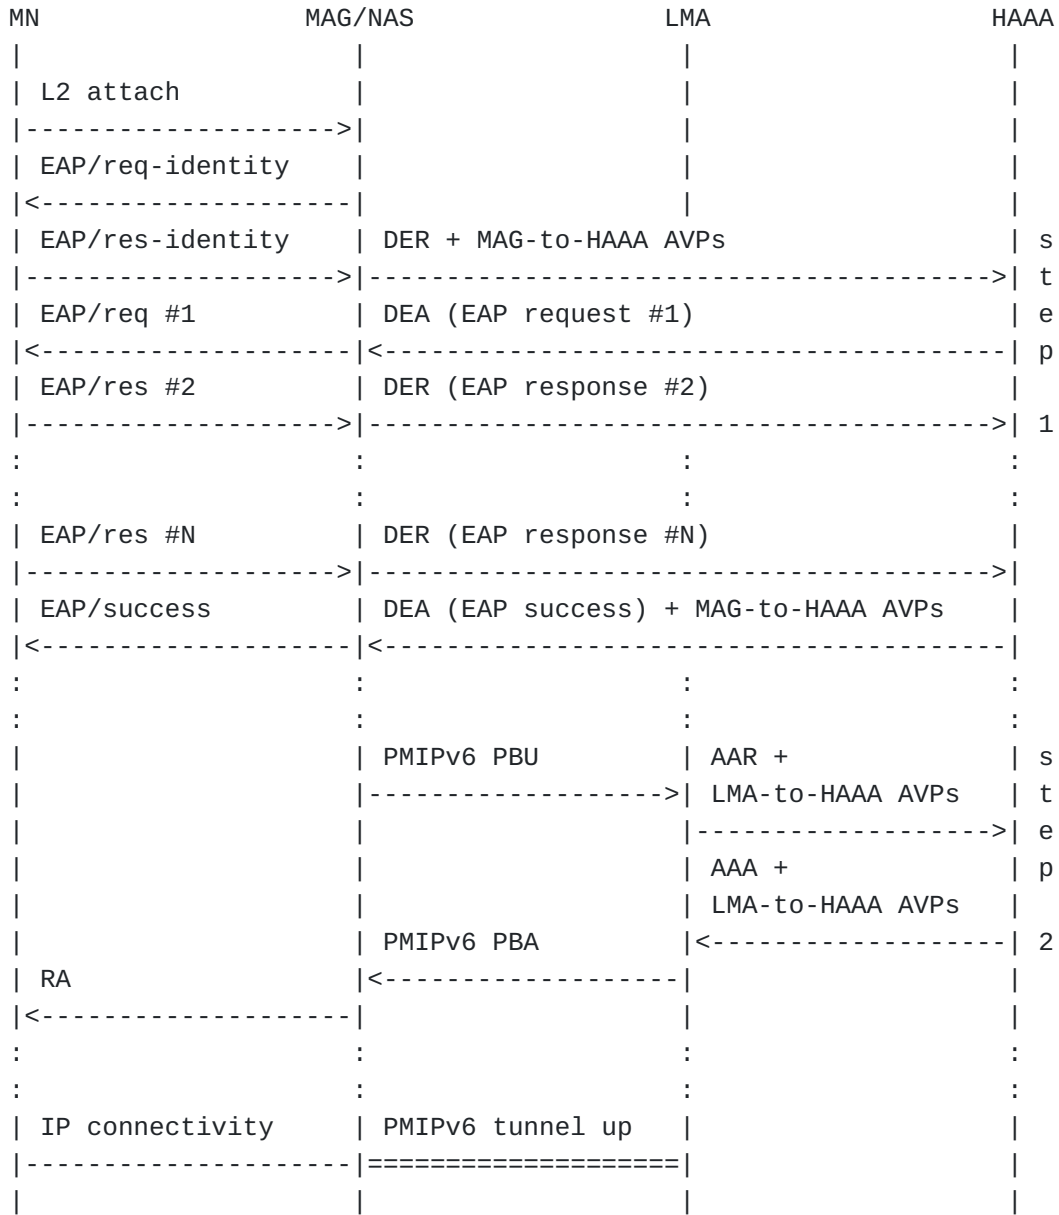 MN                 MAG/NAS                LMA                  HAAA
|                     |                    |                    |
| L2 attach           |                    |                    |
|-------------------->|                    |                    |
| EAP/req-identity    |                    |                    |
|<--------------------|                    |                    |
| EAP/res-identity    | DER + MAG-to-HAAA AVPs                  | s
|-------------------->|---------------------------------------->| t
| EAP/req #1          | DEA (EAP request #1)                    | e
|<--------------------|<----------------------------------------| p
| EAP/res #2          | DER (EAP response #2)                   |
|-------------------->|---------------------------------------->| 1
:                     :                    :                    :
:                     :                    :                    :
| EAP/res #N          | DER (EAP response #N)                   |
|-------------------->|---------------------------------------->|
| EAP/success         | DEA (EAP success) + MAG-to-HAAA AVPs    |
|<--------------------|<----------------------------------------|
:                     :                    :                    :
:                     :                    :                    :
|                     | PMIPv6 PBU         | AAR +              | s
|                     |------------------->| LMA-to-HAAA AVPs   | t
|                     |                    |------------------->| e
|                     |                    | AAA +              | p
|                     |                    | LMA-to-HAAA AVPs   |
|                     | PMIPv6 PBA         |<-------------------| 2
| RA                  |<-------------------|                    |
|<--------------------|                    |                    |
:                     :                    :                    :
:                     :                    :                    :
| IP connectivity     | PMIPv6 tunnel up   |                    |
|---------------------|====================|                    |
|                     |                    |                    |